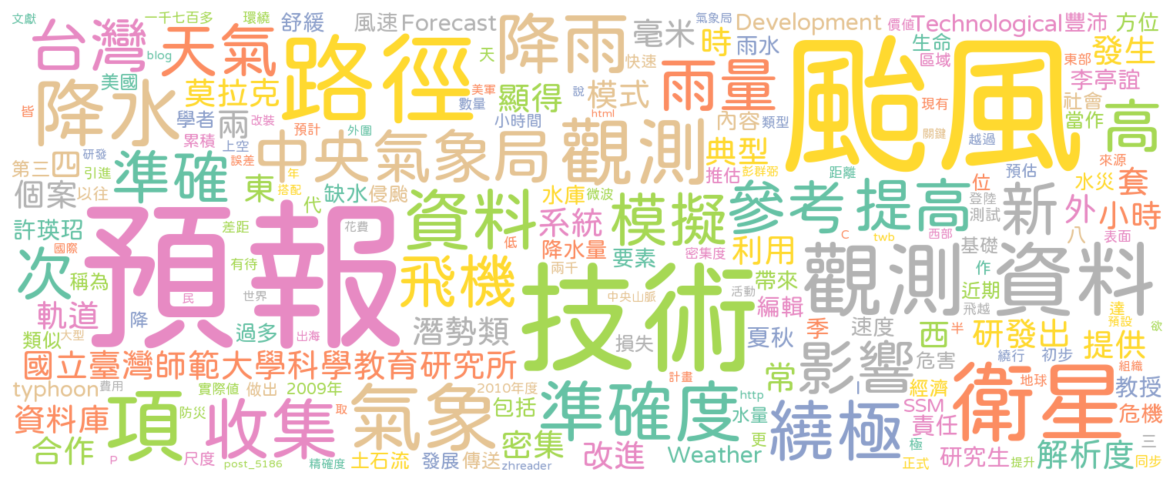 文獻 一千七百多 環繞 舒緩 風速 Forecast 降雨 毫米 氣象局 Development 價值 Technological 豐沛 方位
台灣 blog 天氣 路徑 美軍 天 快速 時 雨水 颱風 生命 區域 東部 發生
美國 數量 說 html 顯得 模式 雨量 現有 社會 李亭誼
皆 降水 莫拉克 學者 改裝 兩 預計 小時間 內容 類型 越過 當作 高
累積 上空 外圍 中央氣象局 觀測 典型 關鍵
第三 四 研發 引進 準確 誤差 年 東 推估 彭群弼 距離 預估 來源 套
個案 以往 搭配 代 缺水 侵颱 水庫 微波 登陸 測試 位 水災
許瑛玿 預報 資料 系統 模擬 參考 提高 新 外 小時
國際 差距 花費 低 降水量 密集度 C twb 西部 基礎 八 表面
次 稱為 有待 飛機 兩千 要素 利用 觀測資料 作 帶來 近期 達
軌道 民 世界 技術 中央山脈 活動 編輯 飛越 預設
類似 大型 降 過多 出海 潛勢類 損失 夏秋 季 速度 西 半 繞行 初步 研發出 欲 提供
國立臺灣師範大學科學教育研究所 影響 危害 組織
typhoon 費用 實際值 做出 2009年 2010年度 計畫 常 I 經濟 衛星 地球 教授
資料庫 項 防災 收集 取 氣象 包括 準確度 http 水量 繞極 SSM 責任 危機
合作 P 尺度 土石流 發展 傳送 密集 改進 Weather 更 極 研究生 解析度 三
post_5186 精確度 zhreader 正式 提升 同步